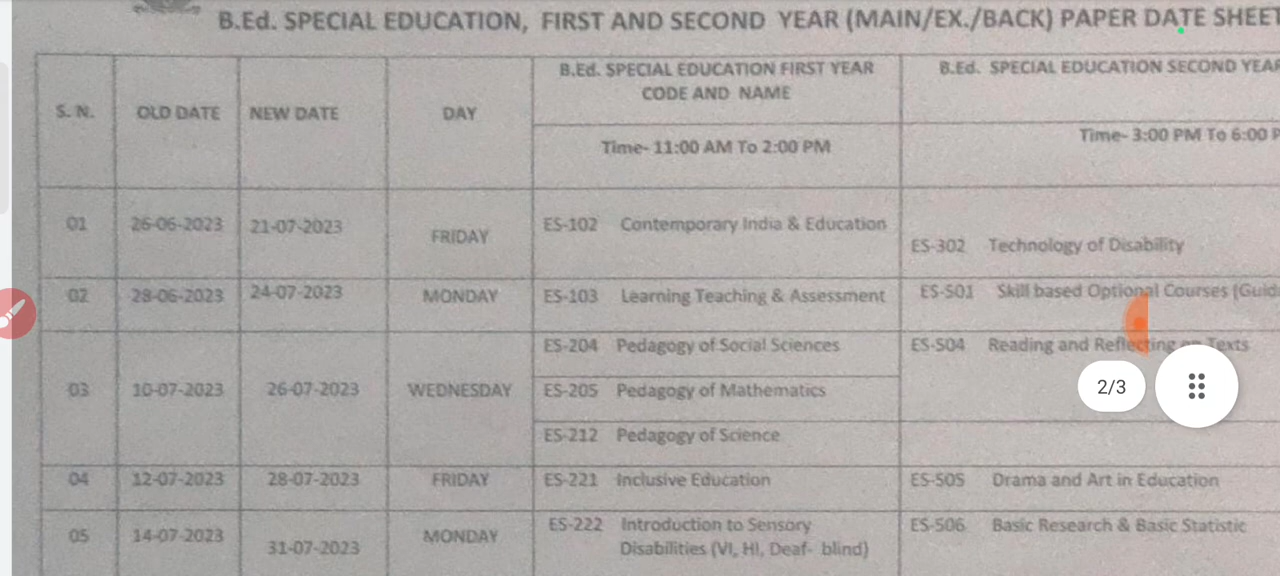 B.Ed. SPECIAL EDUCATION, FIRST AND SECOND YEAR (MAIN/EX./BACK) PAPER DATE SHEET
S. N. OLD DATE NEW DATE DAY B.Ed. SPECIAL EDUCATION FIRST YEAR CODE AND NAME B.Ed. SPECIAL EDUCATION SECOND YEAR
Time- 11:00 AM To 2:00 PM Time- 3:00 PM To 6:00 P
01 26-06-2023 21-07-2023 FRIDAY ES-102 Contemporary India & Education ES-302 Technology of Disability
02 28-06-2023 24-07-2023 MONDAY ES-103 Learning Teaching & Assessment ES-501 Skill based Optional Courses (Guid
03 10-07-2023 26-07-2023 WEDNESDAY ES-204 Pedagogy of Social Sciences ES-504 Reading and Reflecting on Texts
ES-205 Pedagogy of Mathematics
ES-212 Pedagogy of Science
2/3
04 12-07-2023 28-07-2023 FRIDAY ES-221 Inclusive Education ES-505 Drama and Art in Education
05 14-07-2023 31-07-2023 MONDAY ES-222 Introduction to Sensory ES-506 Basic Research & Basic Statistic
Disabilities (VI, HI, Deaf- blind)